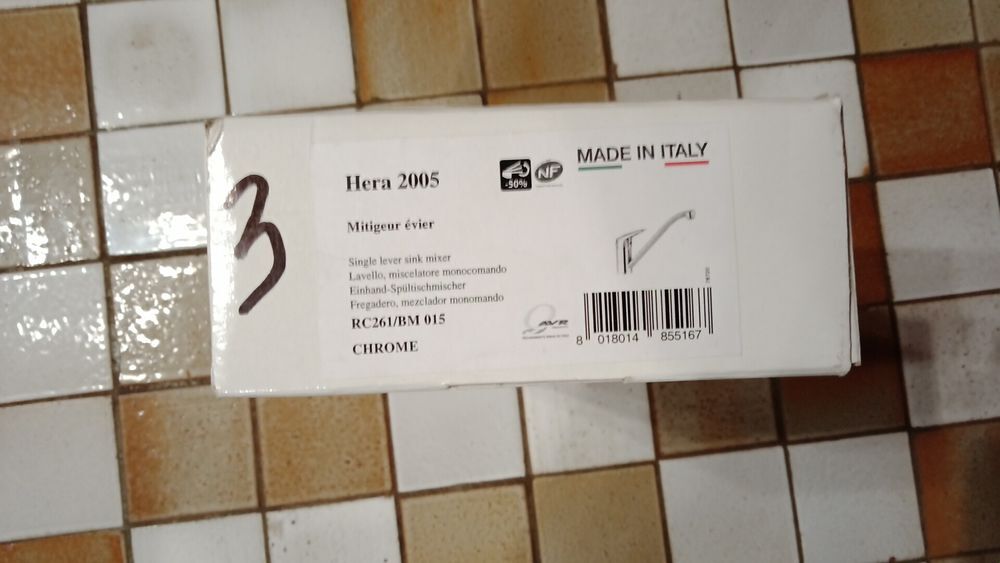 3
Hera 2005
-50%
NF
MADE IN ITALY
Mitigeur évier
Single lever sink mixer
Lavello, miscelatore monocomando
Einhand-Spültischmischer
Fregadero, mezclador monomando
RC261/BM 015
CHROME
AVR
8 018014 855167